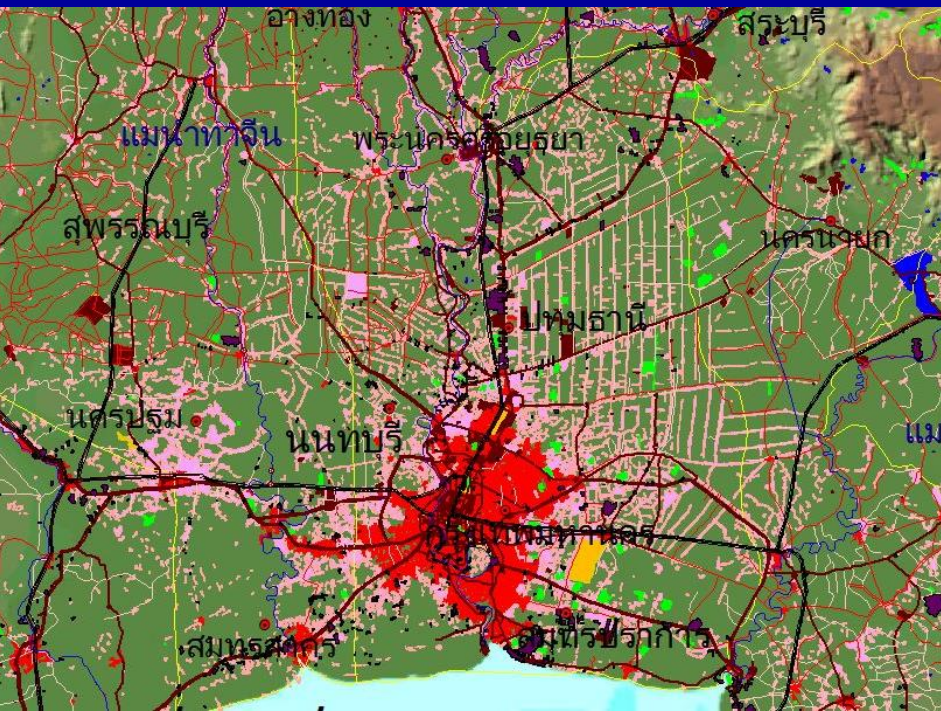 อ่างทอง
สระบุรี
แม่น้ำท่าจีน
พระนครศรีอยุธยา
สุพรรณบุรี
นครนายก
ปทุมธานี
นครปฐม
นนทบุรี
แม
กรุงเทพมหานคร
สมุทรสาคร
สมุทรปราการ